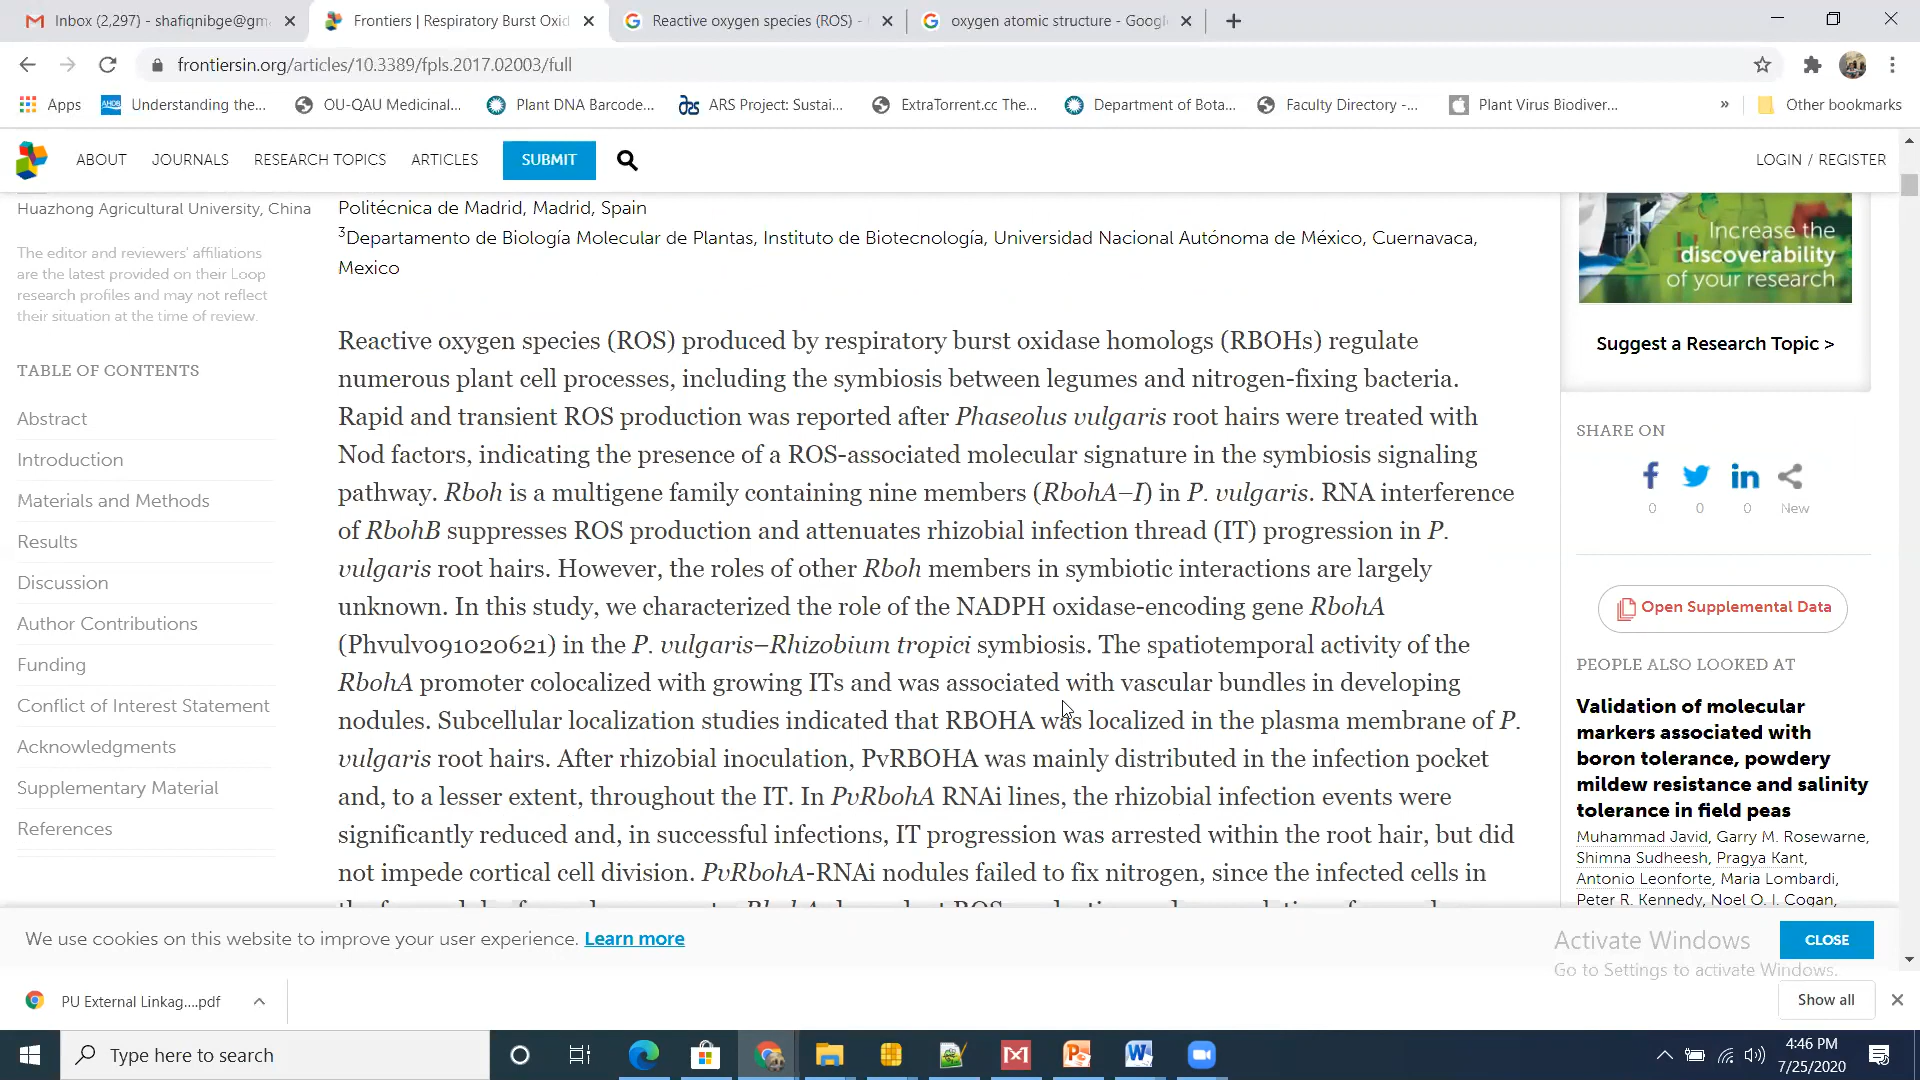 Inbox (2,297) - shafiqnibge@gm
Frontiers | Respiratory Burst Oxid
Reactive oxygen species (ROS) -
oxygen atomic structure - Googl
frontiersin.org/articles/10.3389/fpls.2017.02003/full
Apps
AHDB
Understanding the...
OU-QAU Medicinal...
Plant DNA Barcode...
ARS Project: Sustai...
ExtraTorrent.cc The...
Department of Bota...
Faculty Directory -...
Plant Virus Biodiver...
»
Other bookmarks
ABOUT
JOURNALS
RESEARCH TOPICS
ARTICLES
SUBMIT
LOGIN / REGISTER
Huazhong Agricultural University, China
The editor and reviewers' affiliations
are the latest provided on their Loop
research profiles and may not reflect
their situation at the time of review.
TABLE OF CONTENTS
Abstract
Introduction
Materials and Methods
Results
Discussion
Author Contributions
Funding
Conflict of Interest Statement
Acknowledgments
Supplementary Material
References
Politécnica de Madrid, Madrid, Spain
3Departamento de Biología Molecular de Plantas, Instituto de Biotecnología, Universidad Nacional Autónoma de México, Cuernavaca,
Mexico
Reactive oxygen species (ROS) produced by respiratory burst oxidase homologs (RBOHs) regulate
numerous plant cell processes, including the symbiosis between legumes and nitrogen-fixing bacteria.
Rapid and transient ROS production was reported after Phaseolus vulgaris root hairs were treated with
Nod factors, indicating the presence of a ROS-associated molecular signature in the symbiosis signaling
pathway. Rboh is a multigene family containing nine members (RbohA–I) in P. vulgaris. RNA interference
of RbohB suppresses ROS production and attenuates rhizobial infection thread (IT) progression in P.
vulgaris root hairs. However, the roles of other Rboh members in symbiotic interactions are largely
unknown. In this study, we characterized the role of the NADPH oxidase-encoding gene RbohA
(Phvulv091020621) in the P. vulgaris–Rhizobium tropici symbiosis. The spatiotemporal activity of the
RbohA promoter colocalized with growing ITs and was associated with vascular bundles in developing
nodules. Subcellular localization studies indicated that RBOHA was localized in the plasma membrane of P.
vulgaris root hairs. After rhizobial inoculation, PvRBOHA was mainly distributed in the infection pocket
and, to a lesser extent, throughout the IT. In PvRbohA RNAi lines, the rhizobial infection events were
significantly reduced and, in successful infections, IT progression was arrested within the root hair, but did
not impede cortical cell division. PvRbohA-RNAi nodules failed to fix nitrogen, since the infected cells in
Increase the
discoverability
of your research
Suggest a Research Topic >
SHARE ON
0
0
0
New
Open Supplemental Data
PEOPLE ALSO LOOKED AT
Validation of molecular
markers associated with
boron tolerance, powdery
mildew resistance and salinity
tolerance in field peas
Muhammad Javid, Garry M. Rosewarne,
Shimna Sudheesh, Pragya Kant,
Antonio Leonforte, Maria Lombardi,
Peter R. Kennedy, Noel O. I. Cogan,
We use cookies on this website to improve your user experience. Learn more
CLOSE
Activate Windows
Go to Settings to activate Windows.
PU External Linkag....pdf
Show all
Type here to search
4:46 PM
7/25/2020